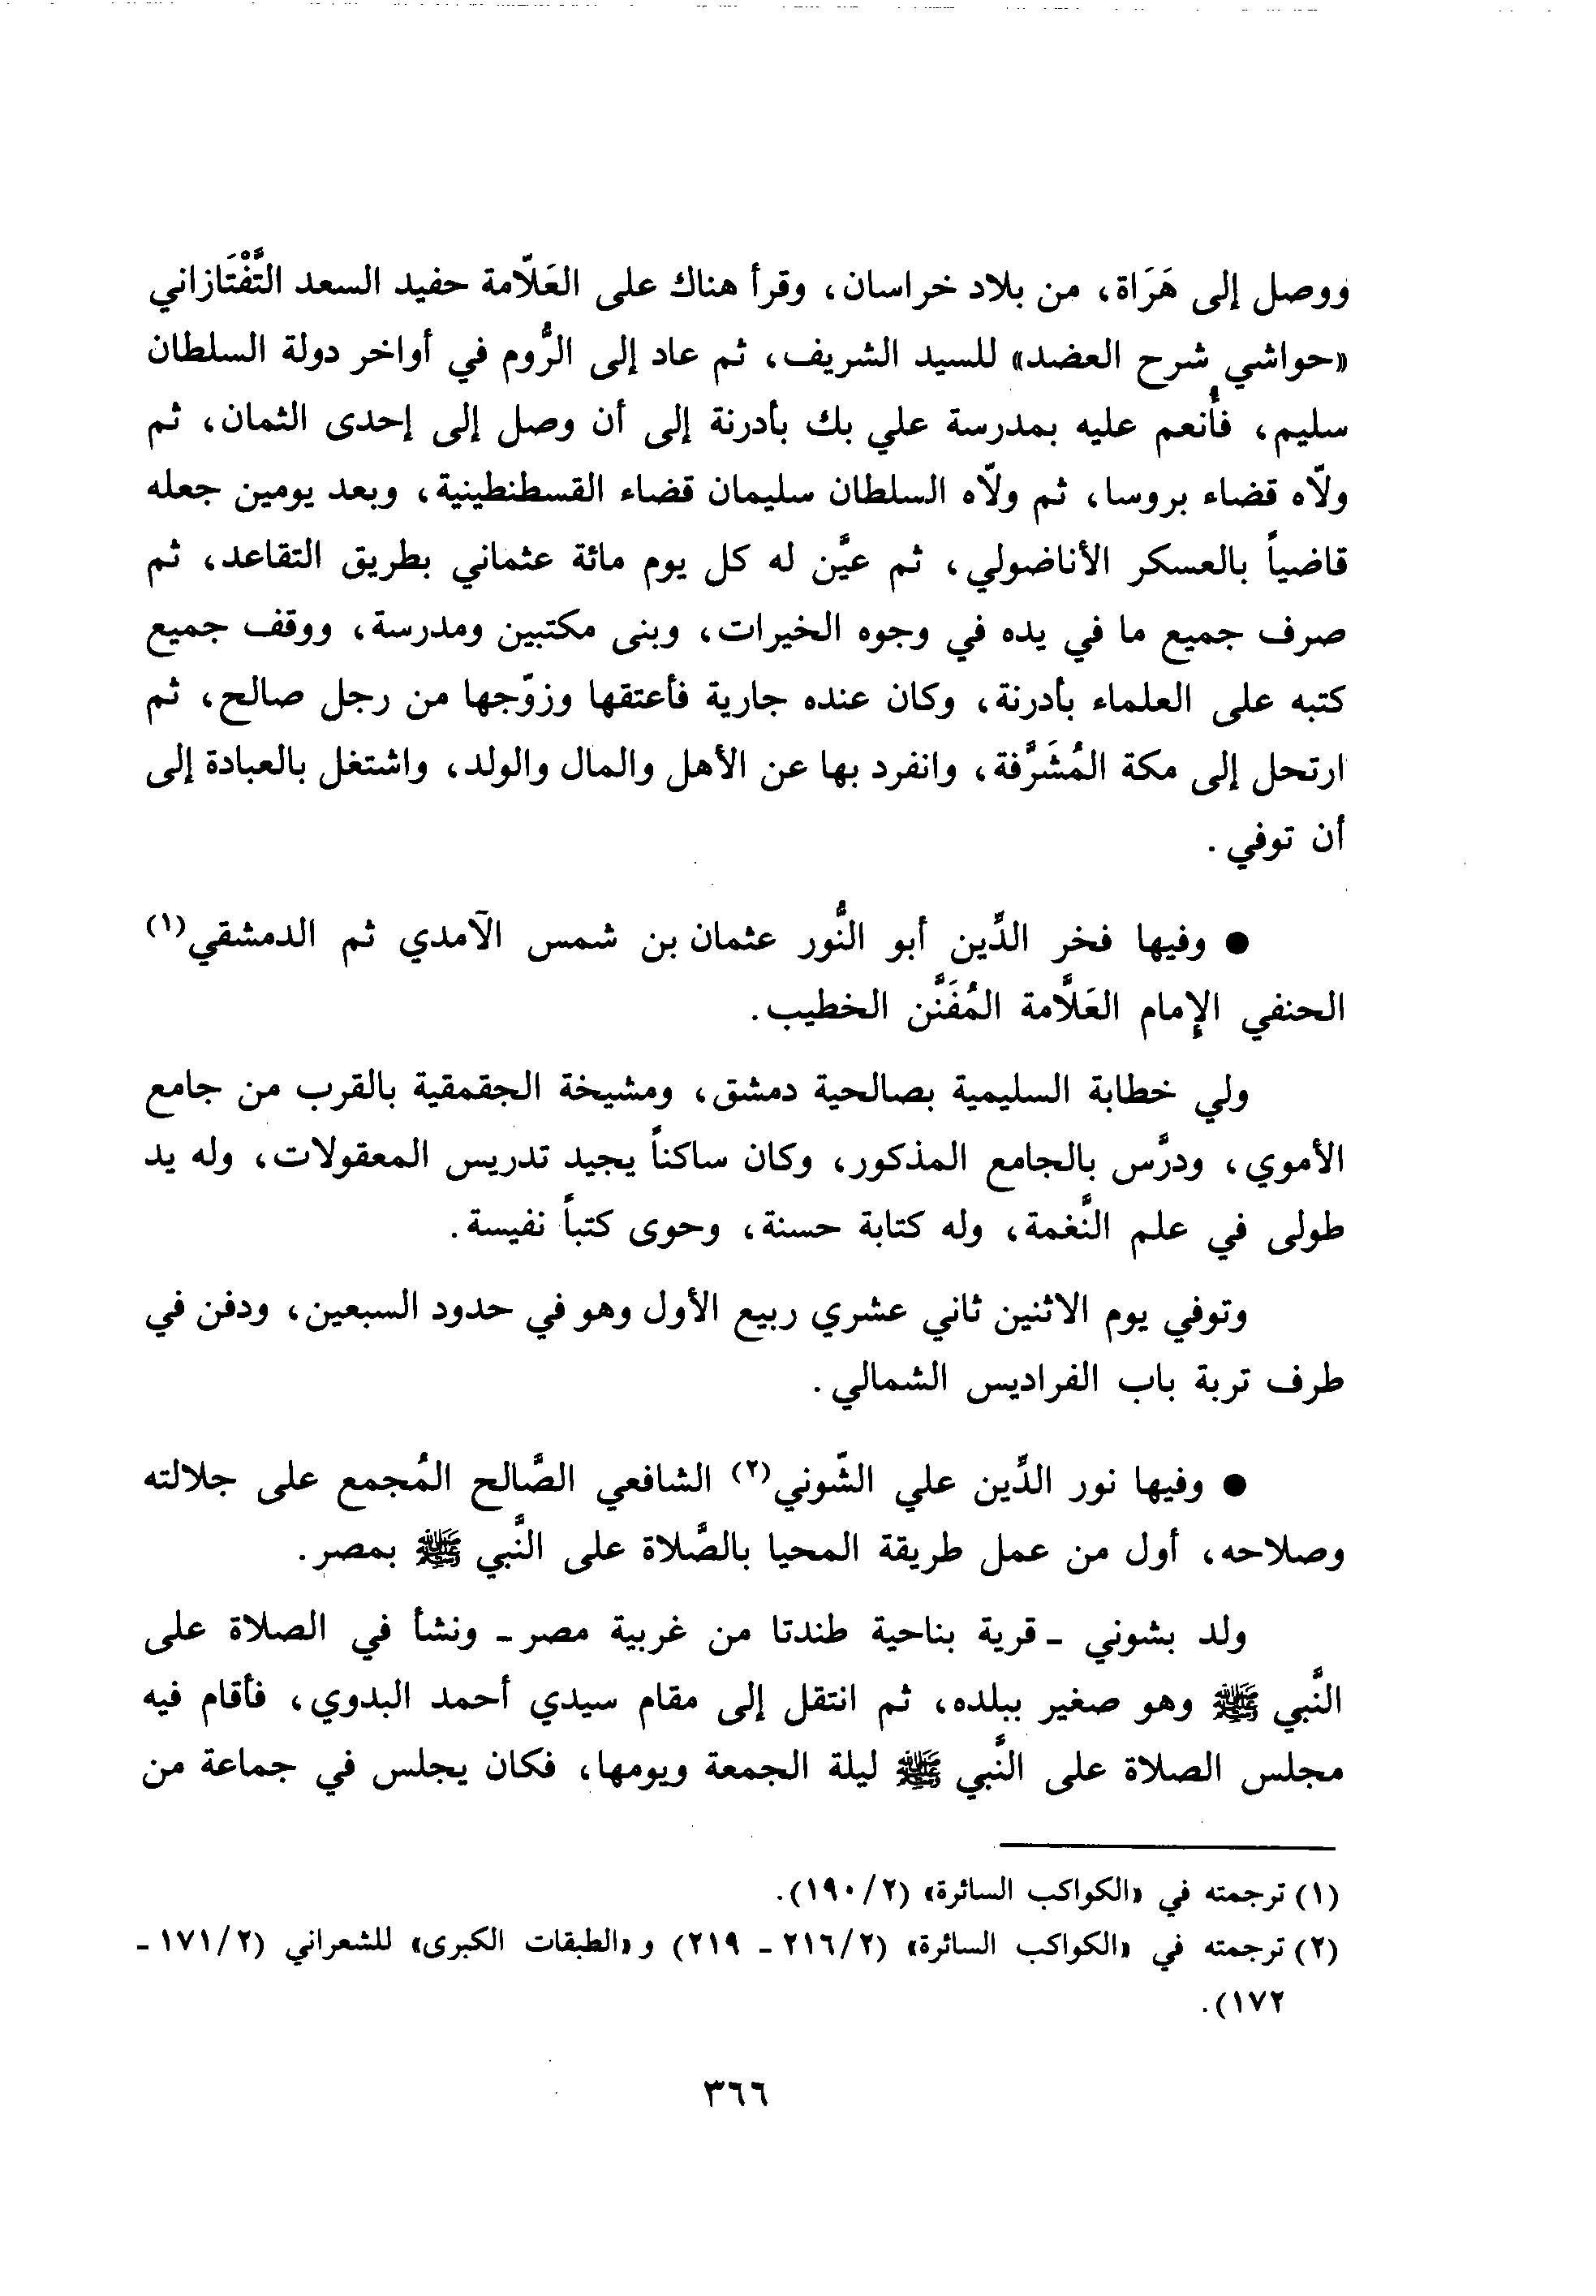 ووصل إلى هَرَاة، من بلاد خراسان، وقرأ هناك على العَلّامة حفيد السعد التَّفْتَازاني
«حواشي شرح العضد» للسيد الشريف، ثم عاد إلى الرُّوم في أواخر دولة السلطان
سليم، فأُنعم عليه بمدرسة علي بك بأدرنة إلى أن وصل إلى إحدى الثمان، ثم
ولّاه قضاء بروسا، ثم ولّاه السلطان سليمان قضاء القسطنطينية، وبعد يومين جعله
قاضياً بالعسكر الأناضولي، ثم عيَّن له كل يوم مائة عثماني بطريق التقاعد، ثم
صرف جميع ما في يده في وجوه الخيرات، وبنى مكتبين ومدرسة، ووقف جميع
كتبه على العلماء بأدرنة، وكان عنده جارية فأعتقها وزوّجها من رجل صالح، ثم
ارتحل إلى مكة المُشَرَّفة، وانفرد بها عن الأهل والمال والولد، واشتغل بالعبادة إلى
أن توفي.
● وفيها فخر الدِّين أبو النُّور عثمان بن شمس الآمدي ثم الدمشقي(١)
الحنفي الإِمام العَلَّامة المُفَنَّن الخطيب.
ولي خطابة السليمية بصالحية دمشق، ومشيخة الجقمقية بالقرب من جامع
الأموي، ودرَّس بالجامع المذكور، وكان ساكناً يجيد تدريس المعقولات، وله يد
طولى في علم النَّغمة، وله كتابة حسنة، وحوى كتباً نفيسة.
وتوفي يوم الاثنين ثاني عشري ربيع الأول وهو في حدود السبعين، ودفن في
طرف تربة باب الفراديس الشمالي.
● وفيها نور الدِّين علي الشّوني(٢) الشافعي الصَّالح المُجمع على جلالته
وصلاحه، أول من عمل طريقة المحيا بالصَّلاة على النَّبي ﷺ بمصر.
ولد بشوني ـ قرية بناحية طندتا من غربية مصر ـ ونشأ في الصلاة على
النَّبي ﷺ وهو صغير ببلده، ثم انتقل إلى مقام سيدي أحمد البدوي، فأقام فيه
مجلس الصلاة على النَّبي ﷺ ليلة الجمعة ويومها، فكان يجلس في جماعة من
(١) ترجمته في «الكواكب السائرة» (٢/١٩٠).
(٢) ترجمته في «الكواكب السائرة» (٢/٢١٦ ـ ٢١٩) و «الطبقات الكبرى» للشعراني (٢/١٧١ ـ
١٧٢).
٣٦٦